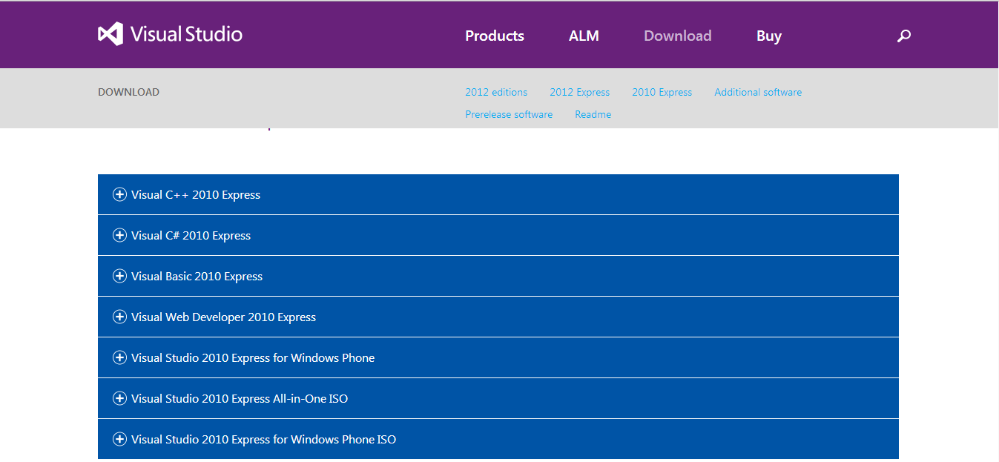 Visual Studio
Products ALM Download Buy
DOWNLOAD
2012 editions 2012 Express 2010 Express Additional software
Prerelease software Readme
Visual C++ 2010 Express
Visual C# 2010 Express
Visual Basic 2010 Express
Visual Web Developer 2010 Express
Visual Studio 2010 Express for Windows Phone
Visual Studio 2010 Express All-in-One ISO
Visual Studio 2010 Express for Windows Phone ISO